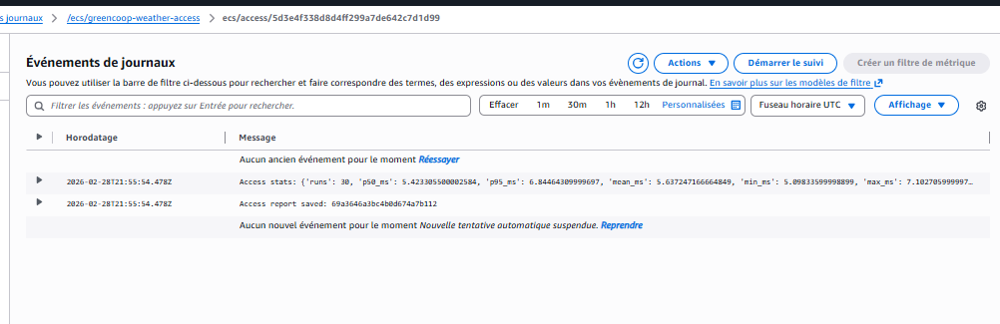 s journaux > /ecs/greencoop-weather-access > ecs/access/5d3e4f338d8d4ff299a7de642c7d1d99
Événements de journaux
Actions
Démarrer le suivi
Créer un filtre de métrique
Vous pouvez utiliser la barre de filtre ci-dessous pour rechercher et faire correspondre des termes, des expressions ou des valeurs dans vos évènements de journal. En savoir plus sur les modèles de filtre
Filtrer les événements : appuyez sur Entrée pour rechercher.
Effacer 1m 30m 1h 12h Personnalisées
Fuseau horaire UTC
Affichage
Horodatage Message
Aucun ancien événement pour le moment Réessayer
2026-02-28T21:55:54.478Z Access stats: {'runs': 30, 'p50_ms': 5.423305500002584, 'p95_ms': 6.84464309999697, 'mean_ms': 5.637247166664849, 'min_ms': 5.09833599998899, 'max_ms': 7.102705999997…
2026-02-28T21:55:54.478Z Access report saved: 69a3646a3bc4b0d674a7b112
Aucun nouvel événement pour le moment Nouvelle tentative automatique suspendue. Reprendre